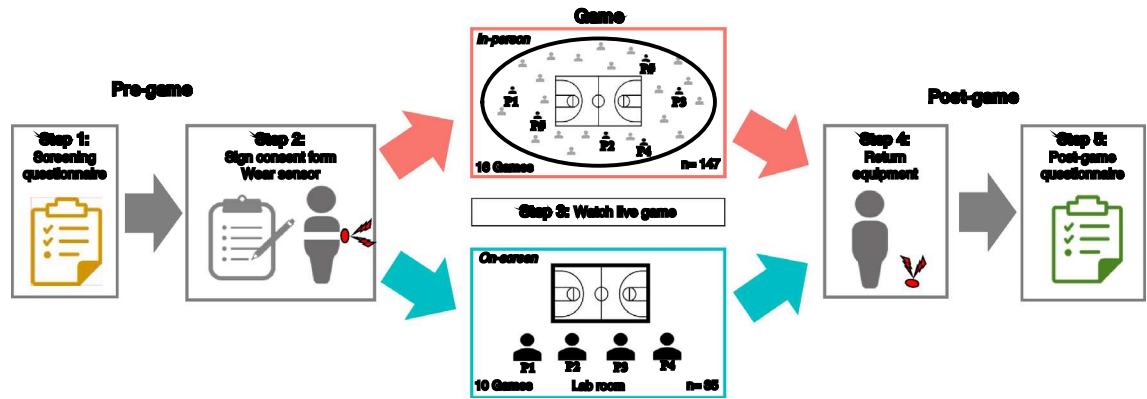 Pre-game
Step 1:
Screening
questionnaire
Step 2:
Sign consent form
Wear sensor
Game
In-person
P#
P1
P3
P#
P2
P4
16 Games
n= 147
Step 3: Watch live game
On-screen
P1
P2
P3
P4
10 Games
Lab room
n= 85
Post-game
Step 4:
Return
equipment
Step 5:
Post-game
questionnaire